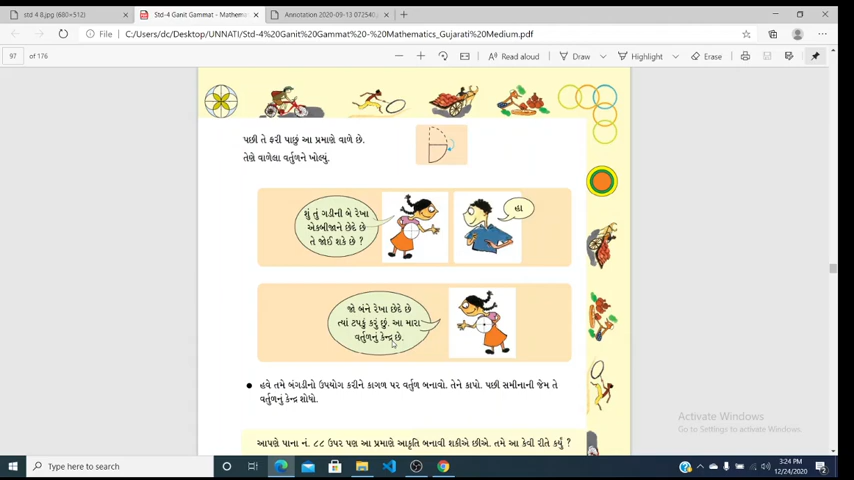 std 4 8.jpg (680×512)
Std-4 Ganit Gammat - Mathem
Annotation 2020-09-13 072540.
File
C:/Users/dc/Desktop/UNNATI/Std-4%20Ganit%20Gammat%20-%20Mathematics_Gujarati%20Medium.pdf
97 of 176
Read aloud
Draw
Highlight
Erase
પછી તે ફરી પાછું આ પ્રમાણે વાળે છે.
તેણે વાળેલા વર્તુળને ખોલ્યું.
શું તું ગડીની બે રેખા
એકબીજાને છેદે છે
તે જોઈ શકે છે ?
હા
જો બંને રેખા છેદે છે
ત્યાં ટપકું કરું છું. આ મારા
વર્તુળનું કેન્દ્ર છે.
● હવે તમે બંગડીનો ઉપયોગ કરીને કાગળ પર વર્તુળ બનાવો. તેને કાપો. પછી સમીનાની જેમ તે
વર્તુળનું કેન્દ્ર શોધો.
આપણે પાના નં. ૮૮ ઉપર પણ આ પ્રમાણે આકૃતિ બનાવી શકીએ છીએ. તમે આ કેવી રીતે કર્યું ?
Activate Windows
Go to Settings to activate Windows.
Type here to search
3:24 PM
12/24/2020